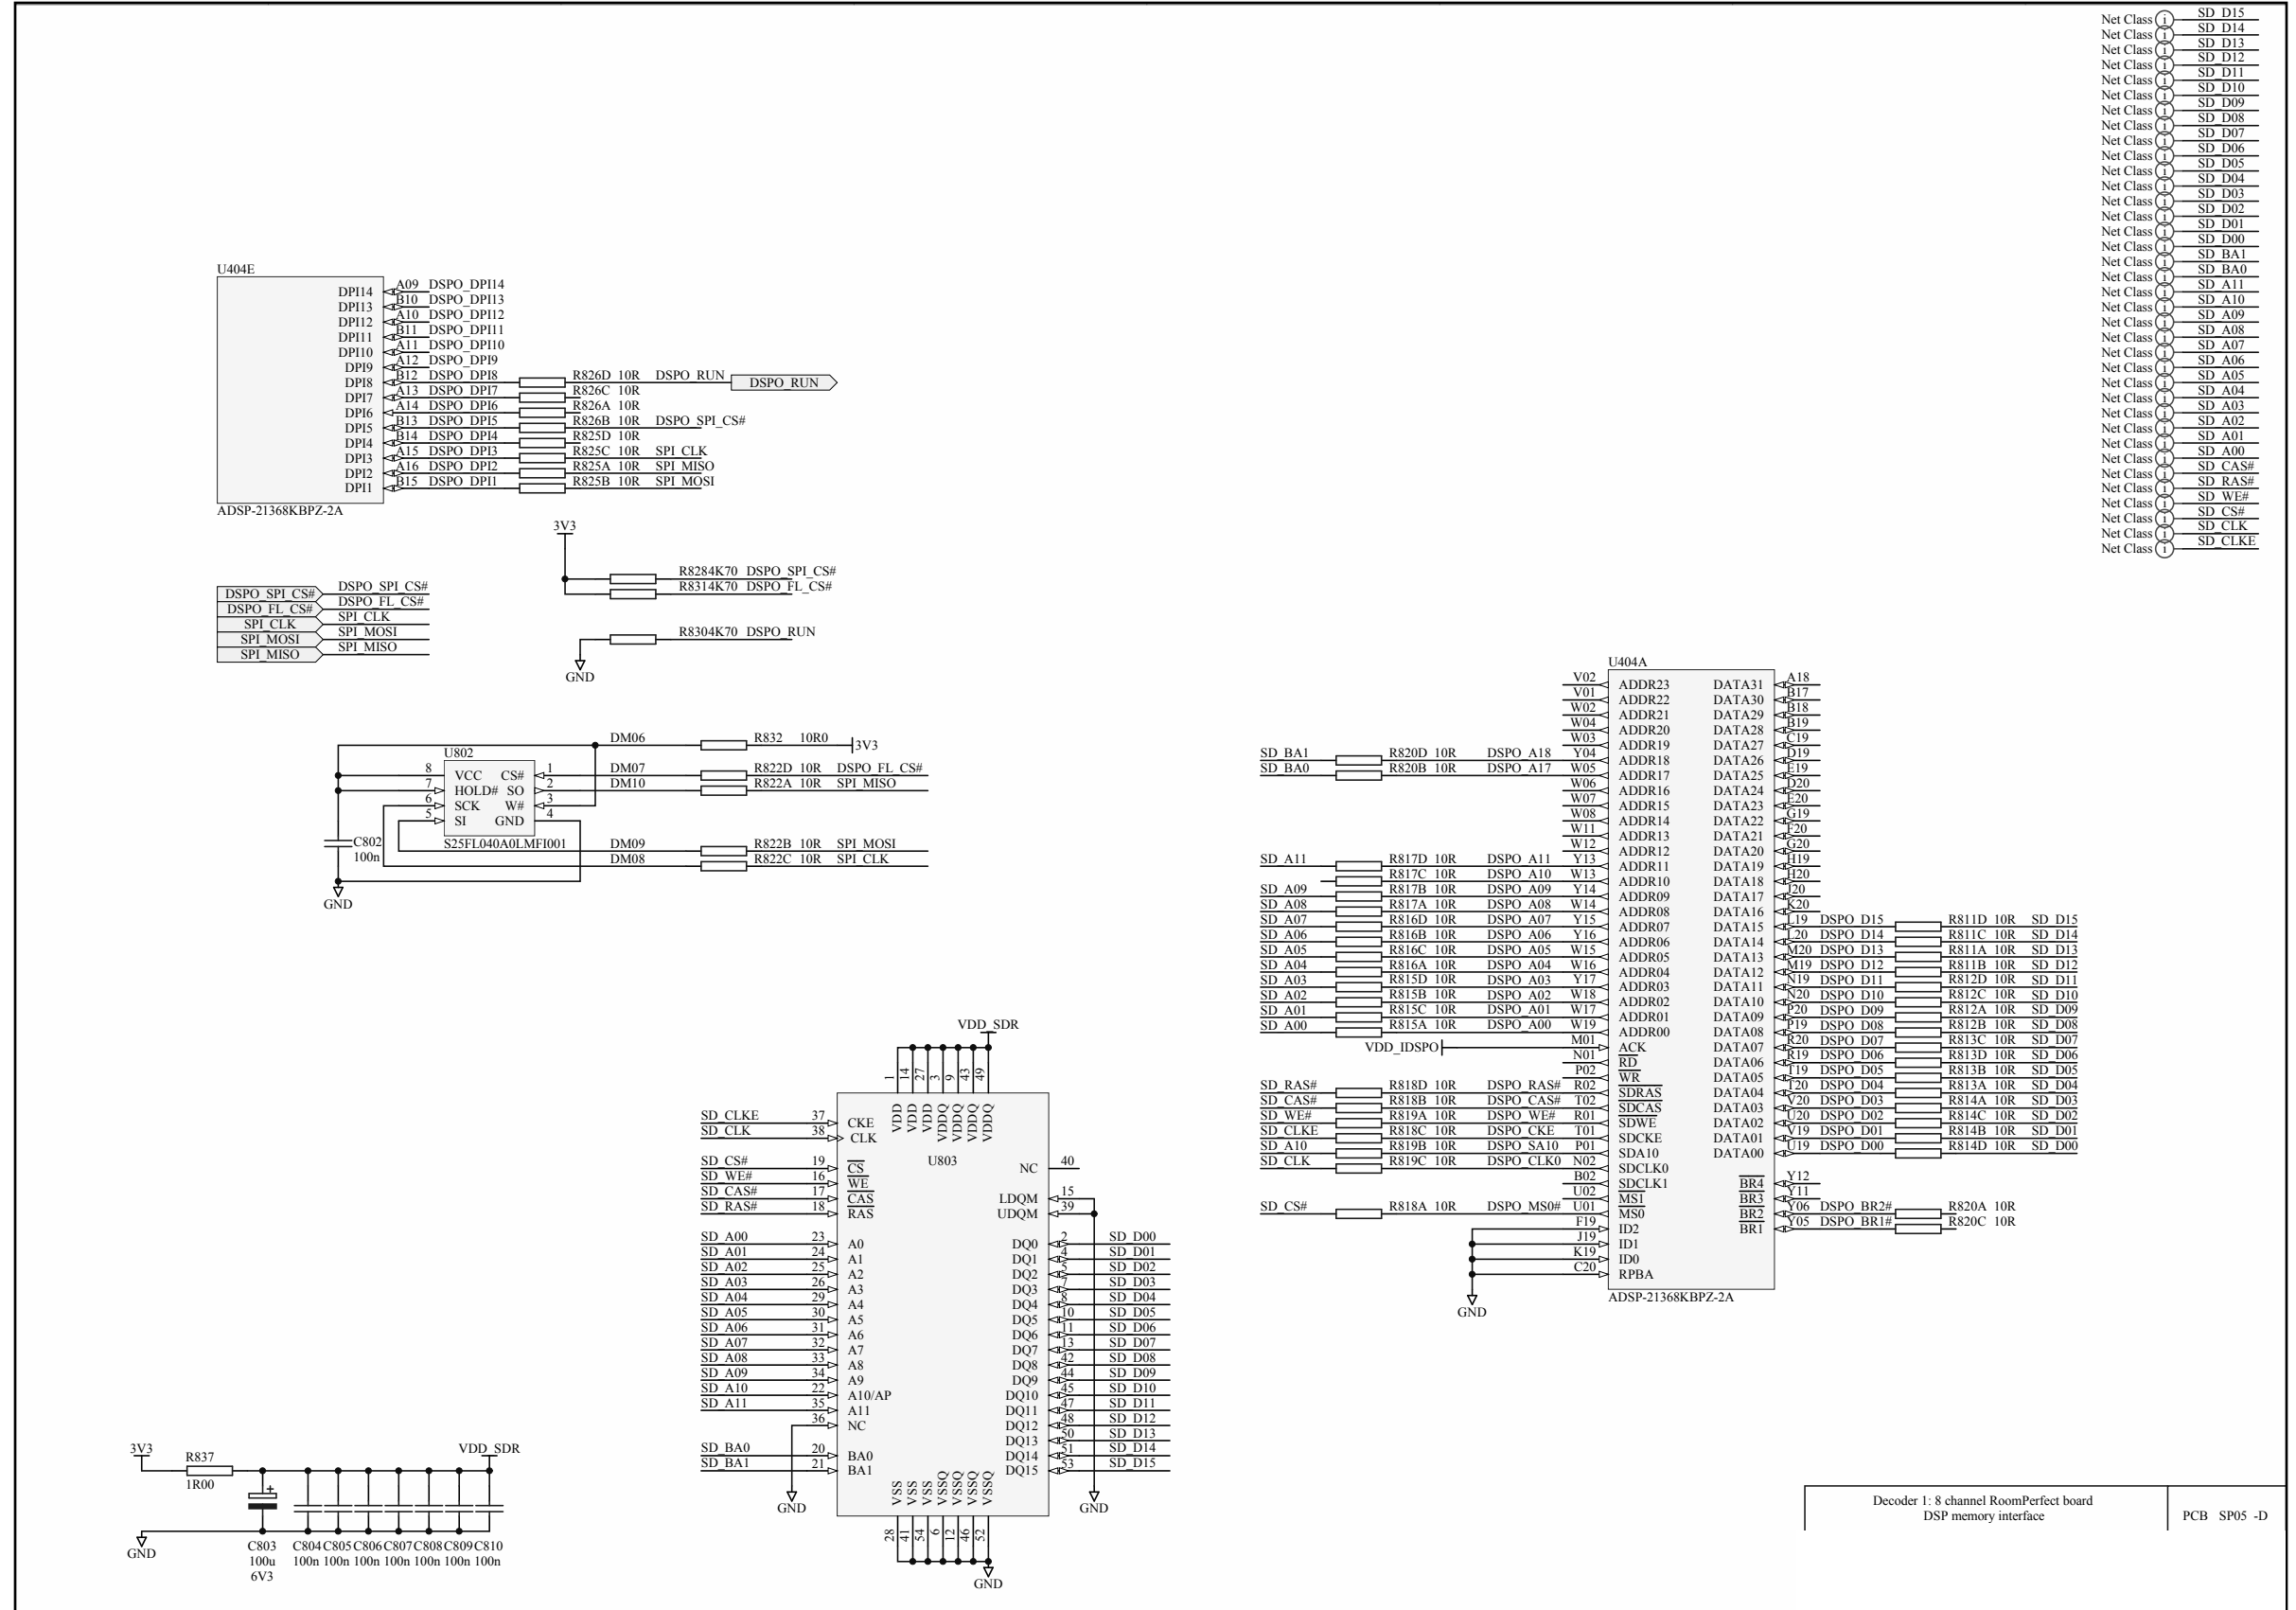 Net Class i SD_D15
Net Class i SD_D14
Net Class i SD_D13
Net Class i SD_D12
Net Class i SD_D11
Net Class i SD_D10
Net Class i SD_D09
Net Class i SD_D08
Net Class i SD_D07
Net Class i SD_D06
Net Class i SD_D05
Net Class i SD_D04
Net Class i SD_D03
Net Class i SD_D02
Net Class i SD_D01
Net Class i SD_D00
Net Class i SD_BA1
Net Class i SD_BA0
Net Class i SD_A11
Net Class i SD_A10
Net Class i SD_A09
Net Class i SD_A08
Net Class i SD_A07
Net Class i SD_A06
Net Class i SD_A05
Net Class i SD_A04
Net Class i SD_A03
Net Class i SD_A02
Net Class i SD_A01
Net Class i SD_A00
Net Class i SD_CAS#
Net Class i SD_RAS#
Net Class i SD_WE#
Net Class i SD_CS#
Net Class i SD_CLK
Net Class i SD_CLKE
U404E
DPI14 A09 DSPO_DPI14
DPI13 B10 DSPO_DPI13
DPI12 A10 DSPO_DPI12
DPI11 B11 DSPO_DPI11
DPI10 A11 DSPO_DPI10
DPI9 A12 DSPO_DPI9
DPI8 B12 DSPO_DPI8 R826D 10R DSPO_RUN DSPO_RUN
DPI7 A13 DSPO_DPI7 R826C 10R
DPI6 A14 DSPO_DPI6 R826A 10R
DPI5 B13 DSPO_DPI5 R826B 10R DSPO_SPI_CS#
DPI4 B14 DSPO_DPI4 R825D 10R
DPI3 A15 DSPO_DPI3 R825C 10R SPI_CLK
DPI2 A16 DSPO_DPI2 R825A 10R SPI_MISO
DPI1 B15 DSPO_DPI1 R825B 10R SPI_MOSI
ADSP-21368KBPZ-2A
3V3
R8284K70 DSPO_SPI_CS#
R8314K70 DSPO_FL_CS#
R8304K70 DSPO_RUN
GND
DSPO_SPI_CS# DSPO_SPI_CS#
DSPO_FL_CS# DSPO_FL_CS#
SPI_CLK SPI_CLK
SPI_MOSI SPI_MOSI
SPI_MISO SPI_MISO
DM06 R832 10R0 3V3
U802
8 VCC CS# 1 DM07 R822D 10R DSPO_FL_CS#
7 HOLD# SO 2 DM10 R822A 10R SPI_MISO
6 SCK W# 3
5 SI GND 4
S25FL040A0LMFI001
C802
100n
DM09 R822B 10R SPI_MOSI
DM08 R822C 10R SPI_CLK
GND
U404A
V02 ADDR23 DATA31 A18
V01 ADDR22 DATA30 B17
W02 ADDR21 DATA29 B18
W04 ADDR20 DATA28 B19
W03 ADDR19 DATA27 C19
SD_BA1 R820D 10R DSPO_A18 Y04 ADDR18 DATA26 D19
SD_BA0 R820B 10R DSPO_A17 W05 ADDR17 DATA25 E19
W06 ADDR16 DATA24 D20
W07 ADDR15 DATA23 E20
W08 ADDR14 DATA22 G19
W11 ADDR13 DATA21 F20
W12 ADDR12 DATA20 G20
SD_A11 R817D 10R DSPO_A11 Y13 ADDR11 DATA19 H19
R817C 10R DSPO_A10 W13 ADDR10 DATA18 H20
SD_A09 R817B 10R DSPO_A09 Y14 ADDR09 DATA17 J20
SD_A08 R817A 10R DSPO_A08 W14 ADDR08 DATA16 K20
SD_A07 R816D 10R DSPO_A07 Y15 ADDR07 DATA15 L19 DSPO_D15 R811D 10R SD_D15
SD_A06 R816B 10R DSPO_A06 Y16 ADDR06 DATA14 L20 DSPO_D14 R811C 10R SD_D14
SD_A05 R816C 10R DSPO_A05 W15 ADDR05 DATA13 M20 DSPO_D13 R811A 10R SD_D13
SD_A04 R816A 10R DSPO_A04 W16 ADDR04 DATA12 M19 DSPO_D12 R811B 10R SD_D12
SD_A03 R815D 10R DSPO_A03 Y17 ADDR03 DATA11 N19 DSPO_D11 R812D 10R SD_D11
SD_A02 R815B 10R DSPO_A02 W18 ADDR02 DATA10 N20 DSPO_D10 R812C 10R SD_D10
SD_A01 R815C 10R DSPO_A01 W17 ADDR01 DATA09 P20 DSPO_D09 R812A 10R SD_D09
SD_A00 R815A 10R DSPO_A00 W19 ADDR00 DATA08 P19 DSPO_D08 R812B 10R SD_D08
VDD_IDSPO M01 ACK DATA07 R20 DSPO_D07 R813C 10R SD_D07
N01 RD DATA06 R19 DSPO_D06 R813D 10R SD_D06
P02 WR DATA05 T19 DSPO_D05 R813B 10R SD_D05
SD_RAS# R818D 10R DSPO_RAS# R02 SDRAS DATA04 T20 DSPO_D04 R813A 10R SD_D04
SD_CAS# R818B 10R DSPO_CAS# T02 SDCAS DATA03 V20 DSPO_D03 R814A 10R SD_D03
SD_WE# R819A 10R DSPO_WE# R01 SDWE DATA02 U20 DSPO_D02 R814C 10R SD_D02
SD_CLKE R818C 10R DSPO_CKE T01 SDCKE DATA01 V19 DSPO_D01 R814B 10R SD_D01
SD_A10 R819B 10R DSPO_SA10 P01 SDA10 DATA00 U19 DSPO_D00 R814D 10R SD_D00
SD_CLK R819C 10R DSPO_CLK0 N02 SDCLK0
B02 SDCLK1 BR4 Y12
U02 MS1 BR3 Y11
SD_CS# R818A 10R DSPO_MS0# U01 MS0 BR2 Y06 DSPO_BR2# R820A 10R
F19 ID2 BR1 Y05 DSPO_BR1# R820C 10R
J19 ID1
K19 ID0
C20 RPBA
ADSP-21368KBPZ-2A
GND
VDD_SDR
1 14 27 3 9 43 49
VDD VDD VDD VDDQ VDDQ VDDQ VDDQ
SD_CLKE 37 CKE
SD_CLK 38 CLK
U803
SD_CS# 19 CS NC 40
SD_WE# 16 WE
SD_CAS# 17 CAS LDQM 15
SD_RAS# 18 RAS UDQM 39
SD_A00 23 A0 DQ0 2 SD_D00
SD_A01 24 A1 DQ1 4 SD_D01
SD_A02 25 A2 DQ2 5 SD_D02
SD_A03 26 A3 DQ3 7 SD_D03
SD_A04 29 A4 DQ4 8 SD_D04
SD_A05 30 A5 DQ5 10 SD_D05
SD_A06 31 A6 DQ6 11 SD_D06
SD_A07 32 A7 DQ7 13 SD_D07
SD_A08 33 A8 DQ8 42 SD_D08
SD_A09 34 A9 DQ9 44 SD_D09
SD_A10 22 A10/AP DQ10 45 SD_D10
SD_A11 35 A11 DQ11 47 SD_D11
36 NC DQ12 48 SD_D12
DQ13 50 SD_D13
SD_BA0 20 BA0 DQ14 51 SD_D14
SD_BA1 21 BA1 DQ15 53 SD_D15
VSS VSS VSS VSSQ VSSQ VSSQ VSSQ
GND GND
28 41 54 6 12 46 52
GND
3V3 R837 VDD_SDR
1R00
+
GND
C803 C804 C805 C806 C807 C808 C809 C810
100u 100n 100n 100n 100n 100n 100n 100n
6V3
Decoder 1: 8 channel RoomPerfect board
DSP memory interface
PCB SP05 -D